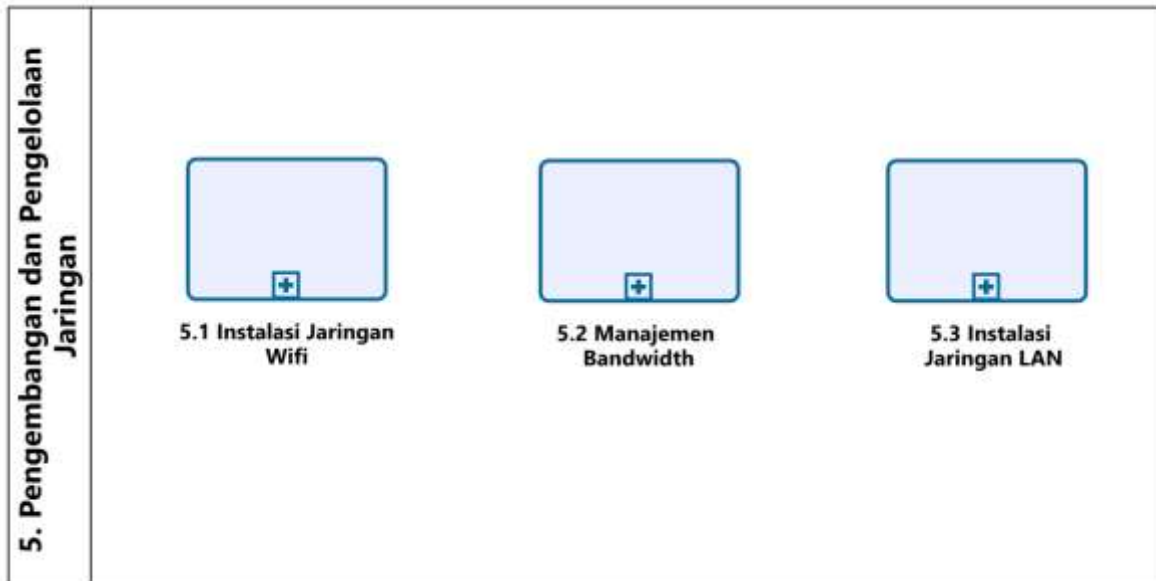 5. Pengembangan dan Pengelolaan
Jaringan
5.1 Instalasi Jaringan
Wifi
5.2 Manajemen
Bandwidth
5.3 Instalasi
Jaringan LAN